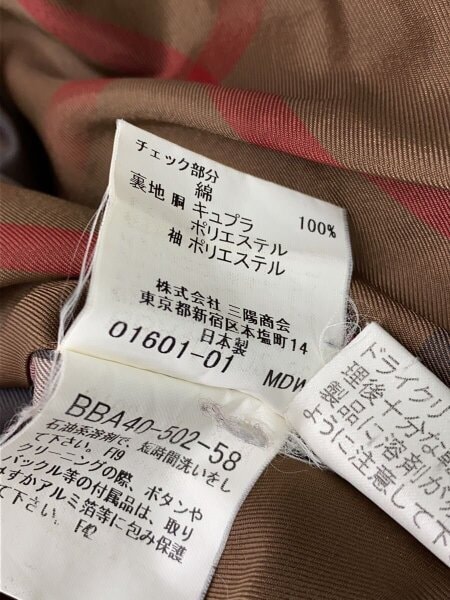 チェック部分
綿 100%
裏地 胴 キュプラ
ポリエステル
袖 ポリエステル
株式会社 三陽商会
東京都新宿区本塩町14
日本製
01601-01 MDW
BBA40-502-58
石油系溶剤で、短時間洗いをし
て下さい。F19
クリーニングの際、ボタンや
バックル等の付属品は、取り
はずすかアルミ箔等に包み保護
て下さい。F42
ドライクリ
理後十分な
製品に溶剤が
ように注意して下